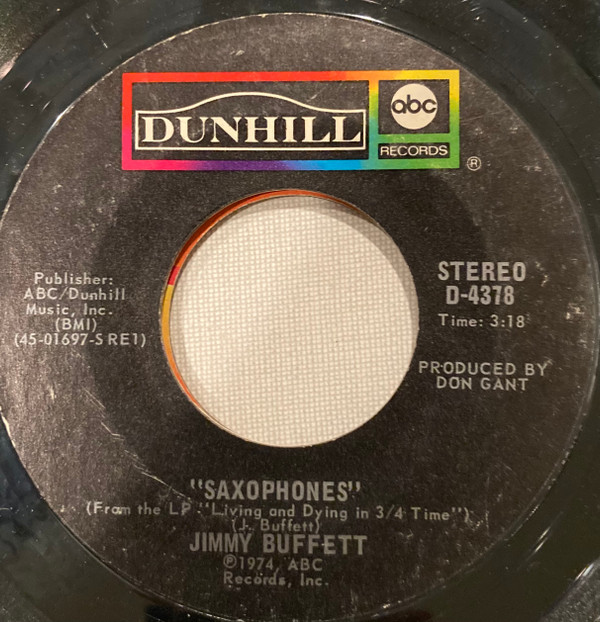 DUNHILL
abc
RECORDS
®
Publisher:
ABC/Dunhill
Music, Inc.
(BMI)
(45-01697-S RE1)
STEREO
D-4378
Time: 3:18
PRODUCED BY
DON GANT
"SAXOPHONES"
(From the LP "Living and Dying in 3/4 Time")
(J. Buffett)
JIMMY BUFFETT
℗1974, ABC
Records, Inc.